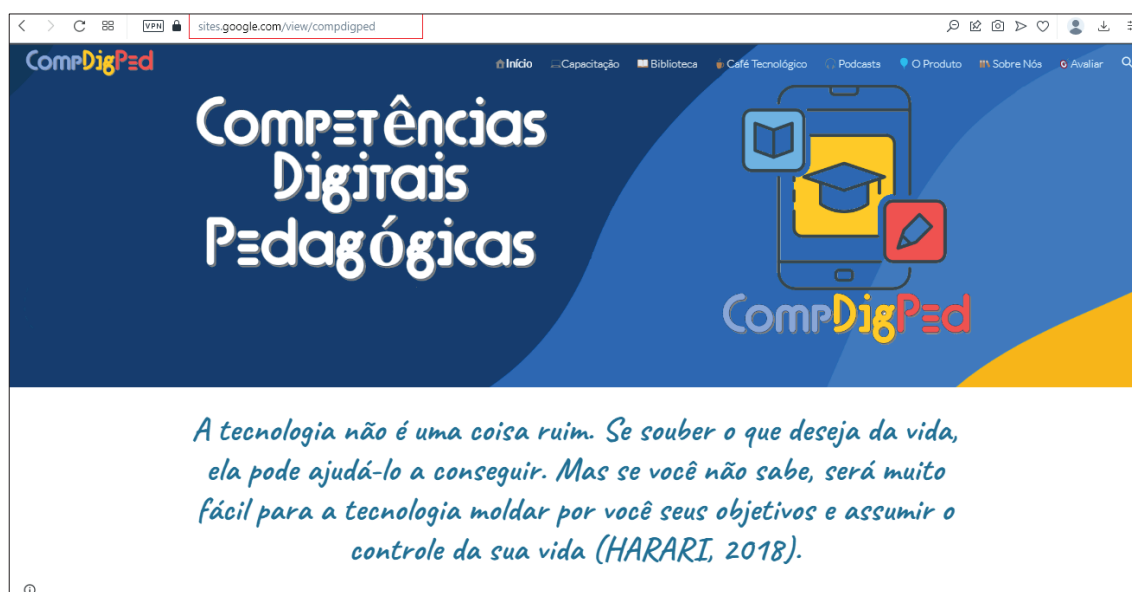 VPN sites.google.com/view/compdigped
CompDigPed
Início Capacitação Biblioteca Café Tecnológico Podcasts O Produto Sobre Nós Avaliar
Competências
Digitais
Pedagógicas
CompDigPed
A tecnologia não é uma coisa ruim. Se souber o que deseja da vida,
ela pode ajudá-lo a conseguir. Mas se você não sabe, será muito
fácil para a tecnologia moldar por você seus objetivos e assumir o
controle da sua vida (HARARI, 2018).